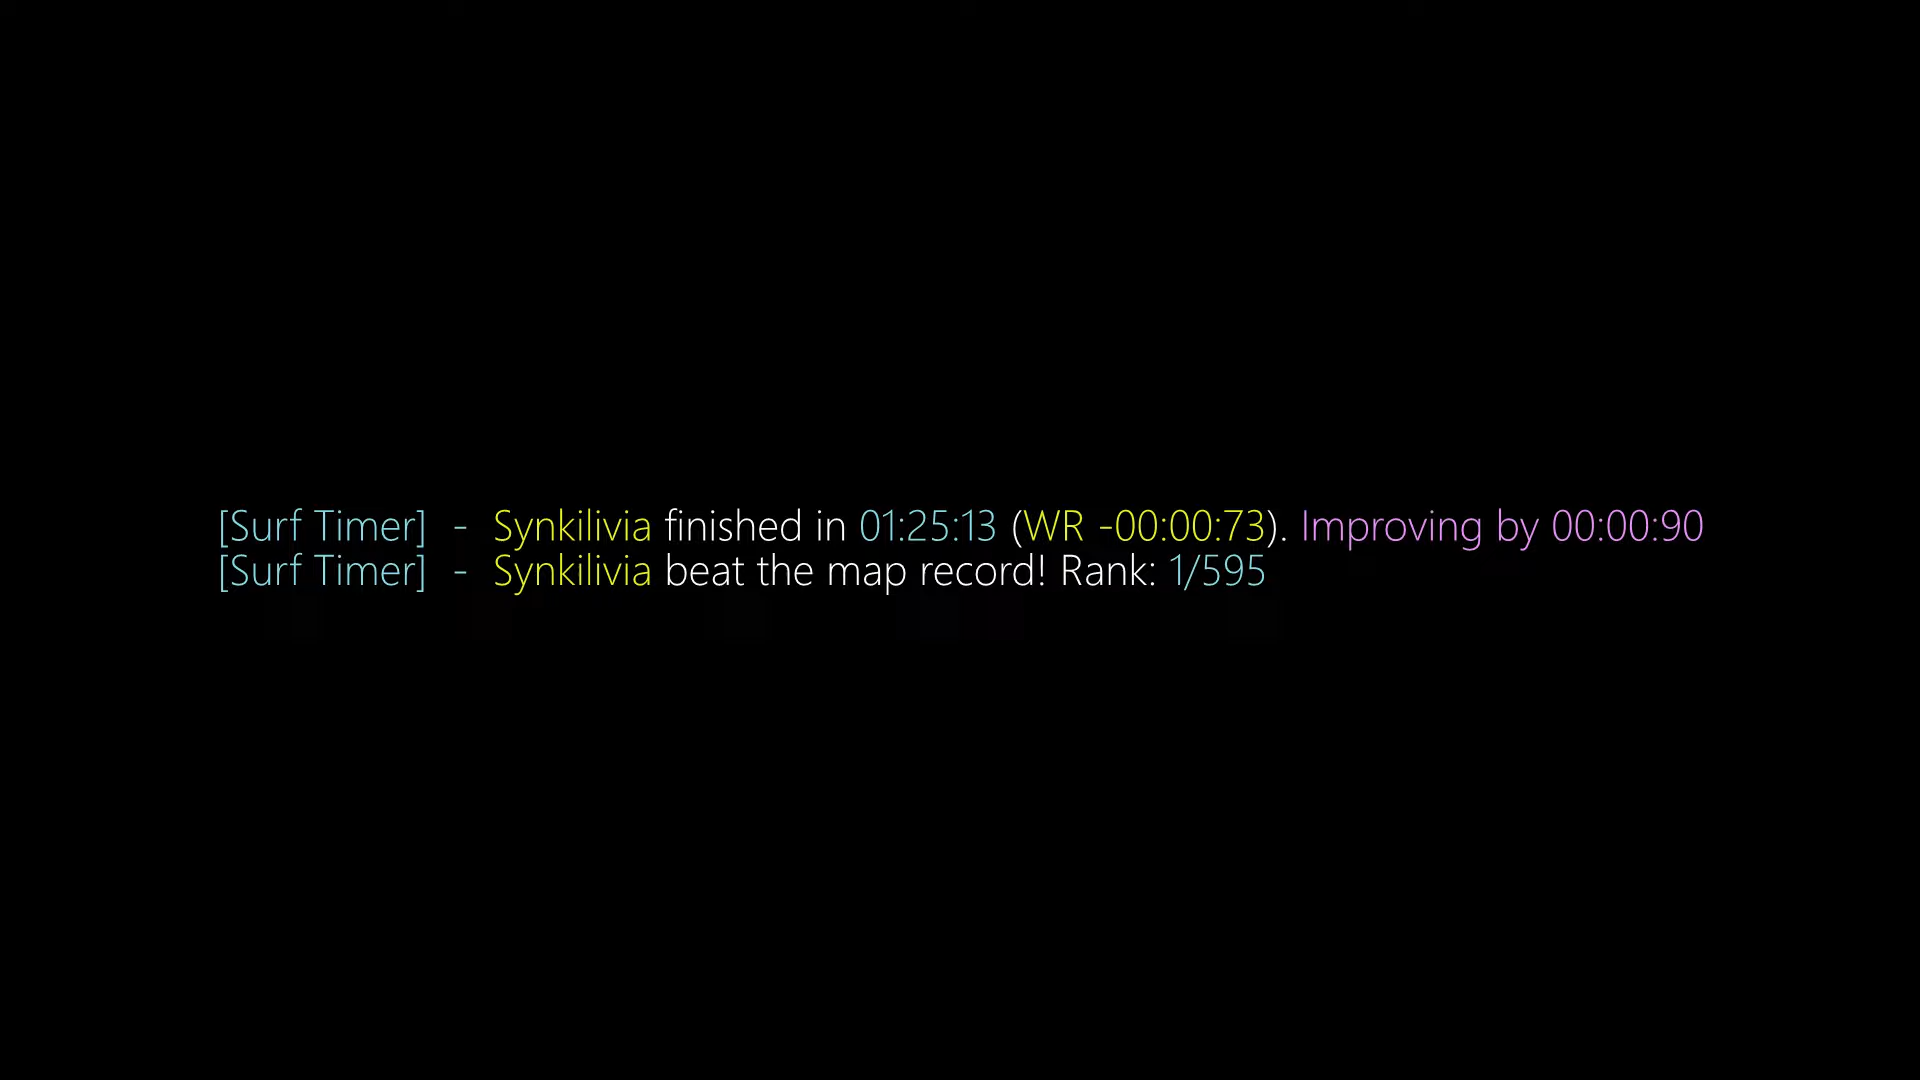 [Surf Timer] - Synkilivia finished in 01:25:13 (WR -00:00:73). Improving by 00:00:90
[Surf Timer] - Synkilivia beat the map record! Rank: 1/595